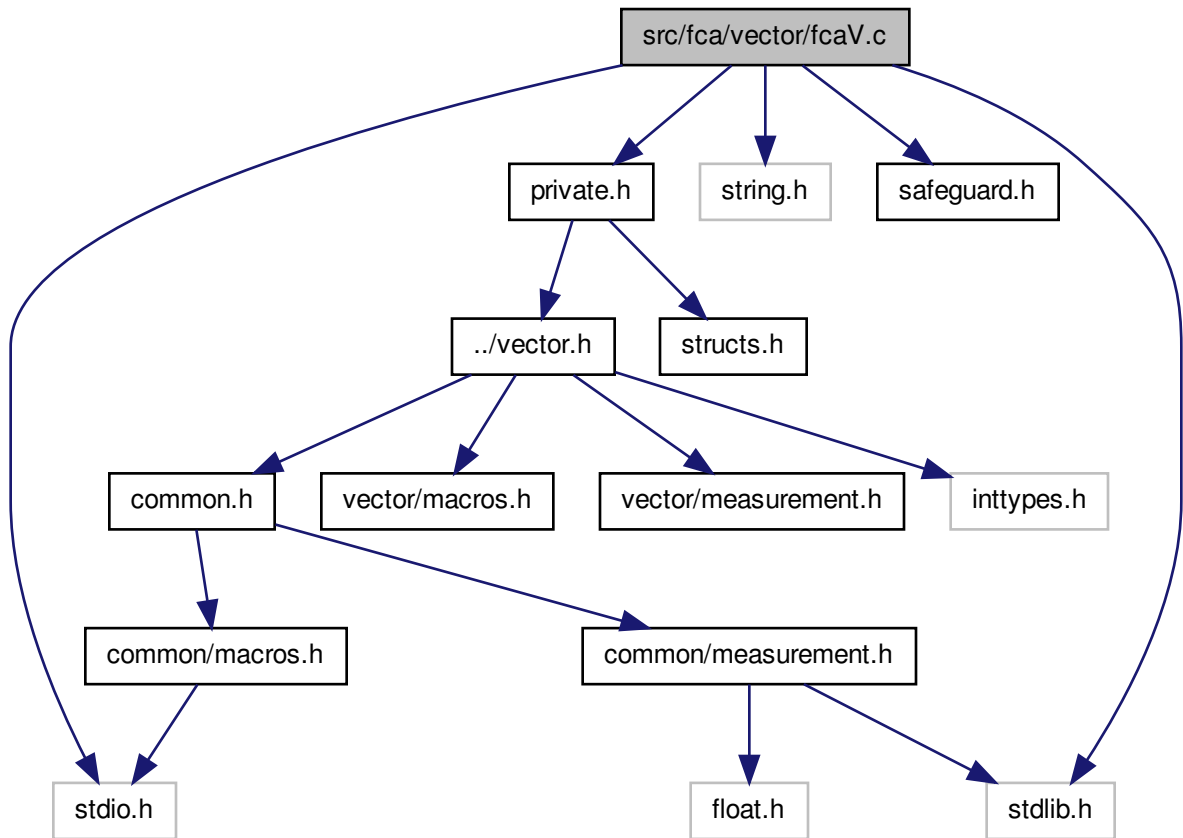 src/fca/vector/fcaV.c
private.h
string.h
safeguard.h
../vector.h
structs.h
common.h
vector/macros.h
vector/measurement.h
inttypes.h
common/macros.h
common/measurement.h
stdio.h
float.h
stdlib.h